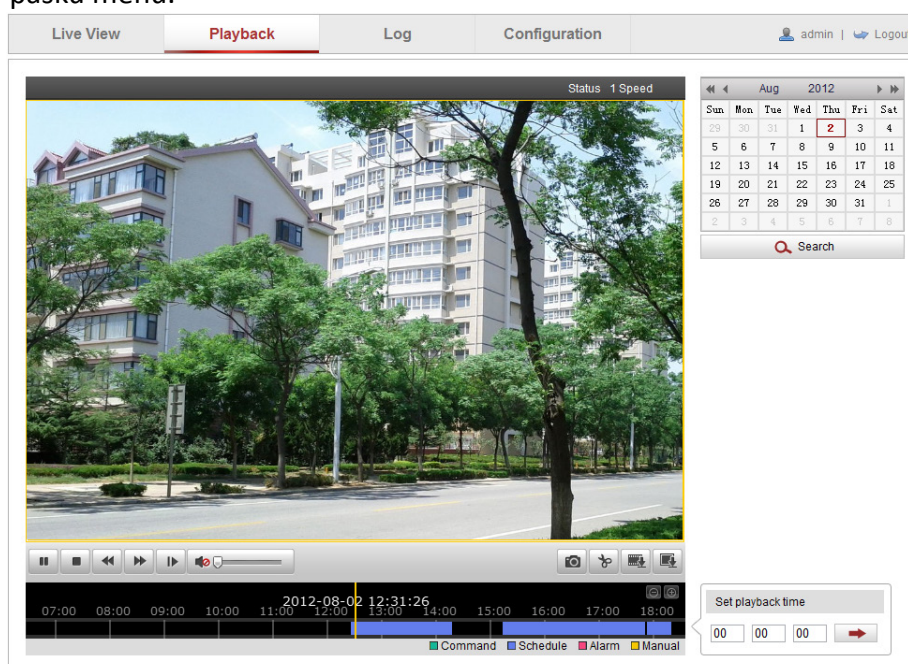 pasku menu.
Live View Playback Log Configuration admin | Logout
Status 1 Speed
Aug 2012
Sun Mon Tue Wed Thu Fri Sat
29 30 31 1 2 3 4
5 6 7 8 9 10 11
12 13 14 15 16 17 18
19 20 21 22 23 24 25
26 27 28 29 30 31 1
2 3 4 5 6 7 8
Search
2012-08-02 12:31:26
07:00 08:00 09:00 10:00 11:00 12:00 13:00 14:00 15:00 16:00 17:00 18:00
Command Schedule Alarm Manual
Set playback time
00 00 00